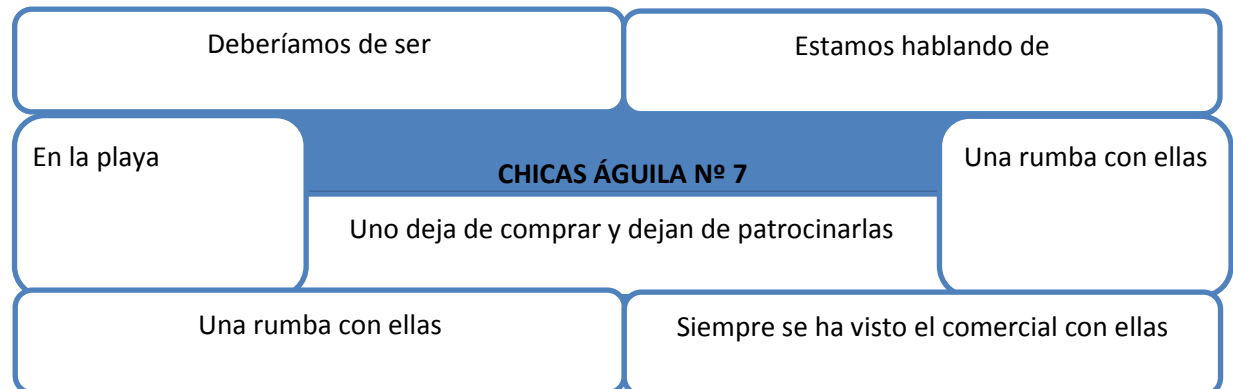 Deberíamos de ser
Estamos hablando de
En la playa
CHICAS ÁGUILA Nº 7
Una rumba con ellas
Uno deja de comprar y dejan de patrocinarlas
Una rumba con ellas
Siempre se ha visto el comercial con ellas